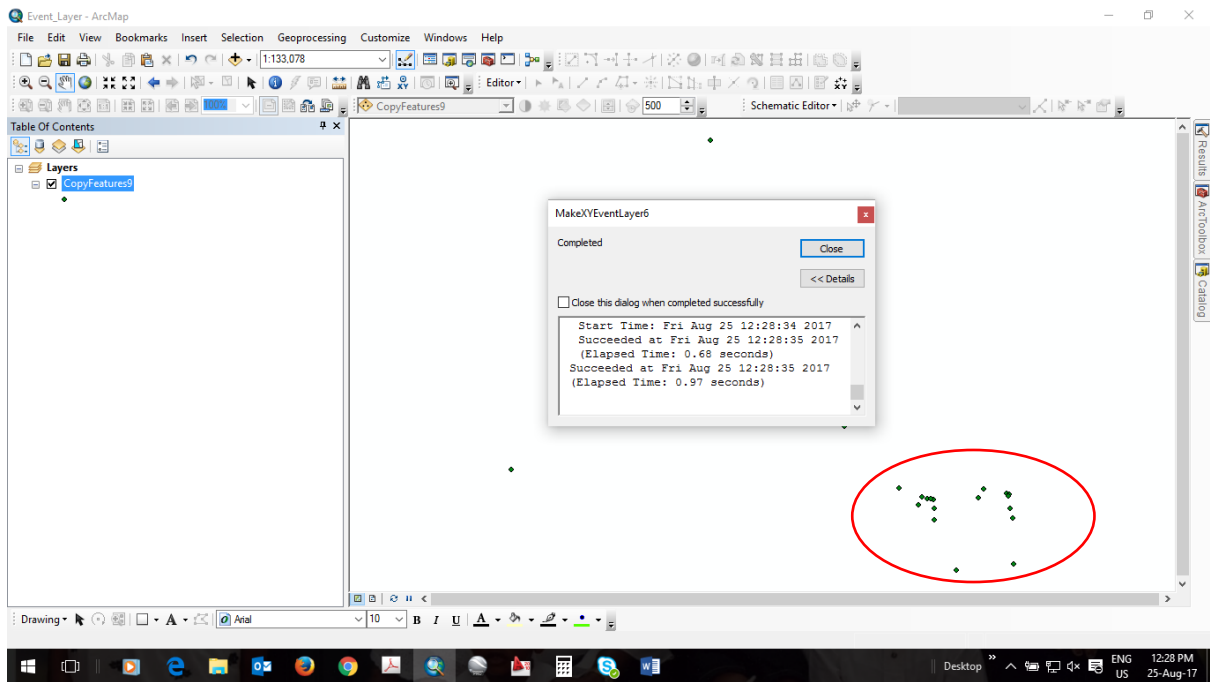 Event_Layer - ArcMap
File Edit View Bookmarks Insert Selection Geoprocessing Customize Windows Help
1:133,078
Editor
100%
CopyFeatures9
500
Schematic Editor
Table Of Contents
Layers
CopyFeatures9
MakeXYEventLayer6
Completed
Close
<< Details
Close this dialog when completed successfully
Start Time: Fri Aug 25 12:28:34 2017
Succeeded at Fri Aug 25 12:28:35 2017
(Elapsed Time: 0.68 seconds)
Succeeded at Fri Aug 25 12:28:35 2017
(Elapsed Time: 0.97 seconds)
Results
ArcToolbox
Catalog
Drawing
A
Arial
10
B I U A
Desktop
ENG
US
12:28 PM
25-Aug-17